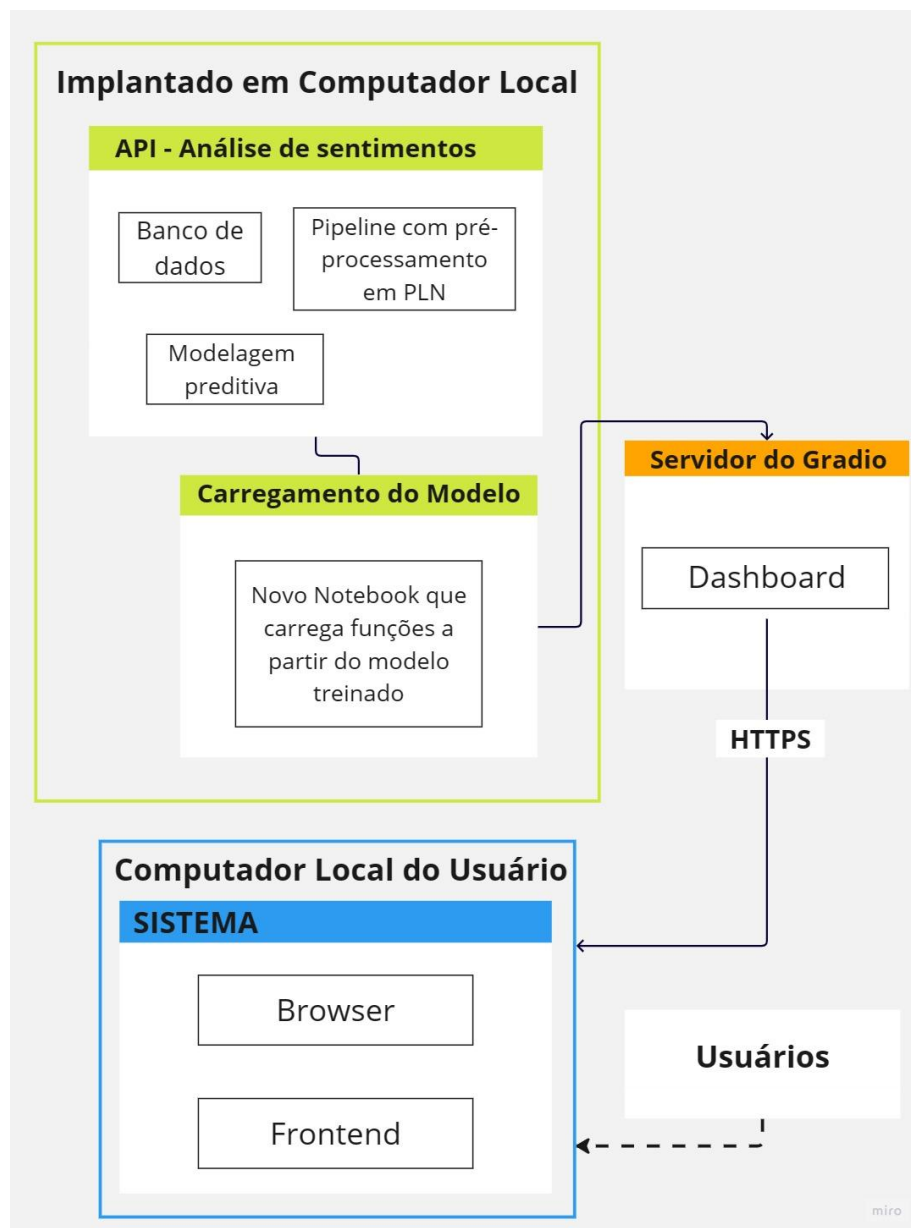 Implantado em Computador Local
API - Análise de sentimentos
Banco de
dados
Pipeline com pré-
processamento
em PLN
Modelagem
preditiva
Carregamento do Modelo
Novo Notebook que
carrega funções a
partir do modelo
treinado
Servidor do Gradio
Dashboard
HTTPS
Computador Local do Usuário
SISTEMA
Browser
Frontend
Usuários
miro